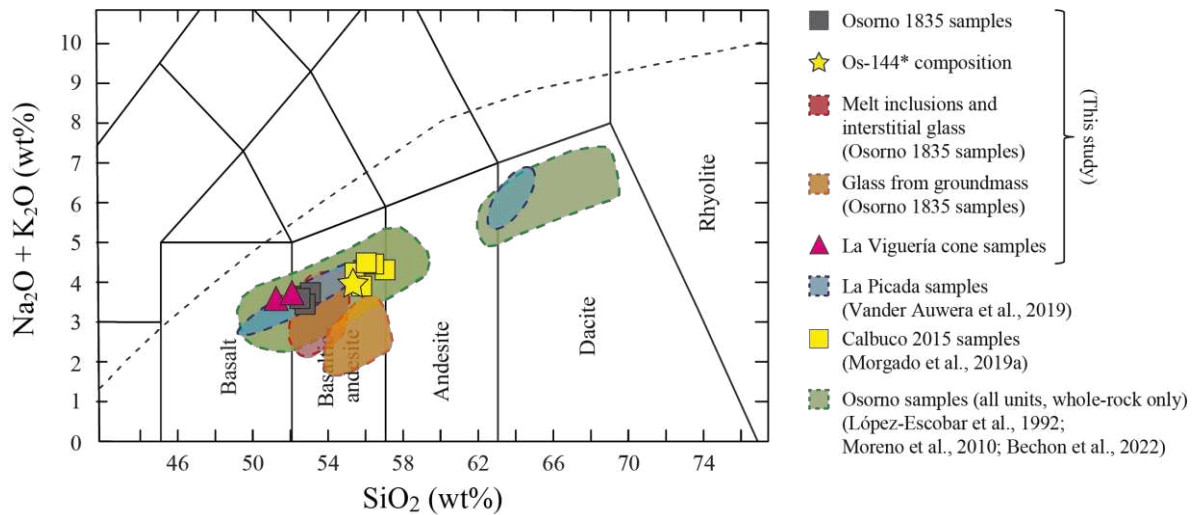 Na₂O + K₂O (wt%)
10
9
8
7
6
5
4
3
2
1
0
46
50
54
58
62
66
70
74
SiO₂ (wt%)
Basalt
Basaltic
andesite
Andesite
Dacite
Rhyolite
Osorno 1835 samples
Os-144* composition
Melt inclusions and
interstitial glass
(Osorno 1835 samples)
Glass from groundmass
(Osorno 1835 samples)
La Viguería cone samples
(This study)
La Picada samples
(Vander Auwera et al., 2019)
Calbuco 2015 samples
(Morgado et al., 2019a)
Osorno samples (all units, whole-rock only)
(López-Escobar et al., 1992;
Moreno et al., 2010; Bechon et al., 2022)